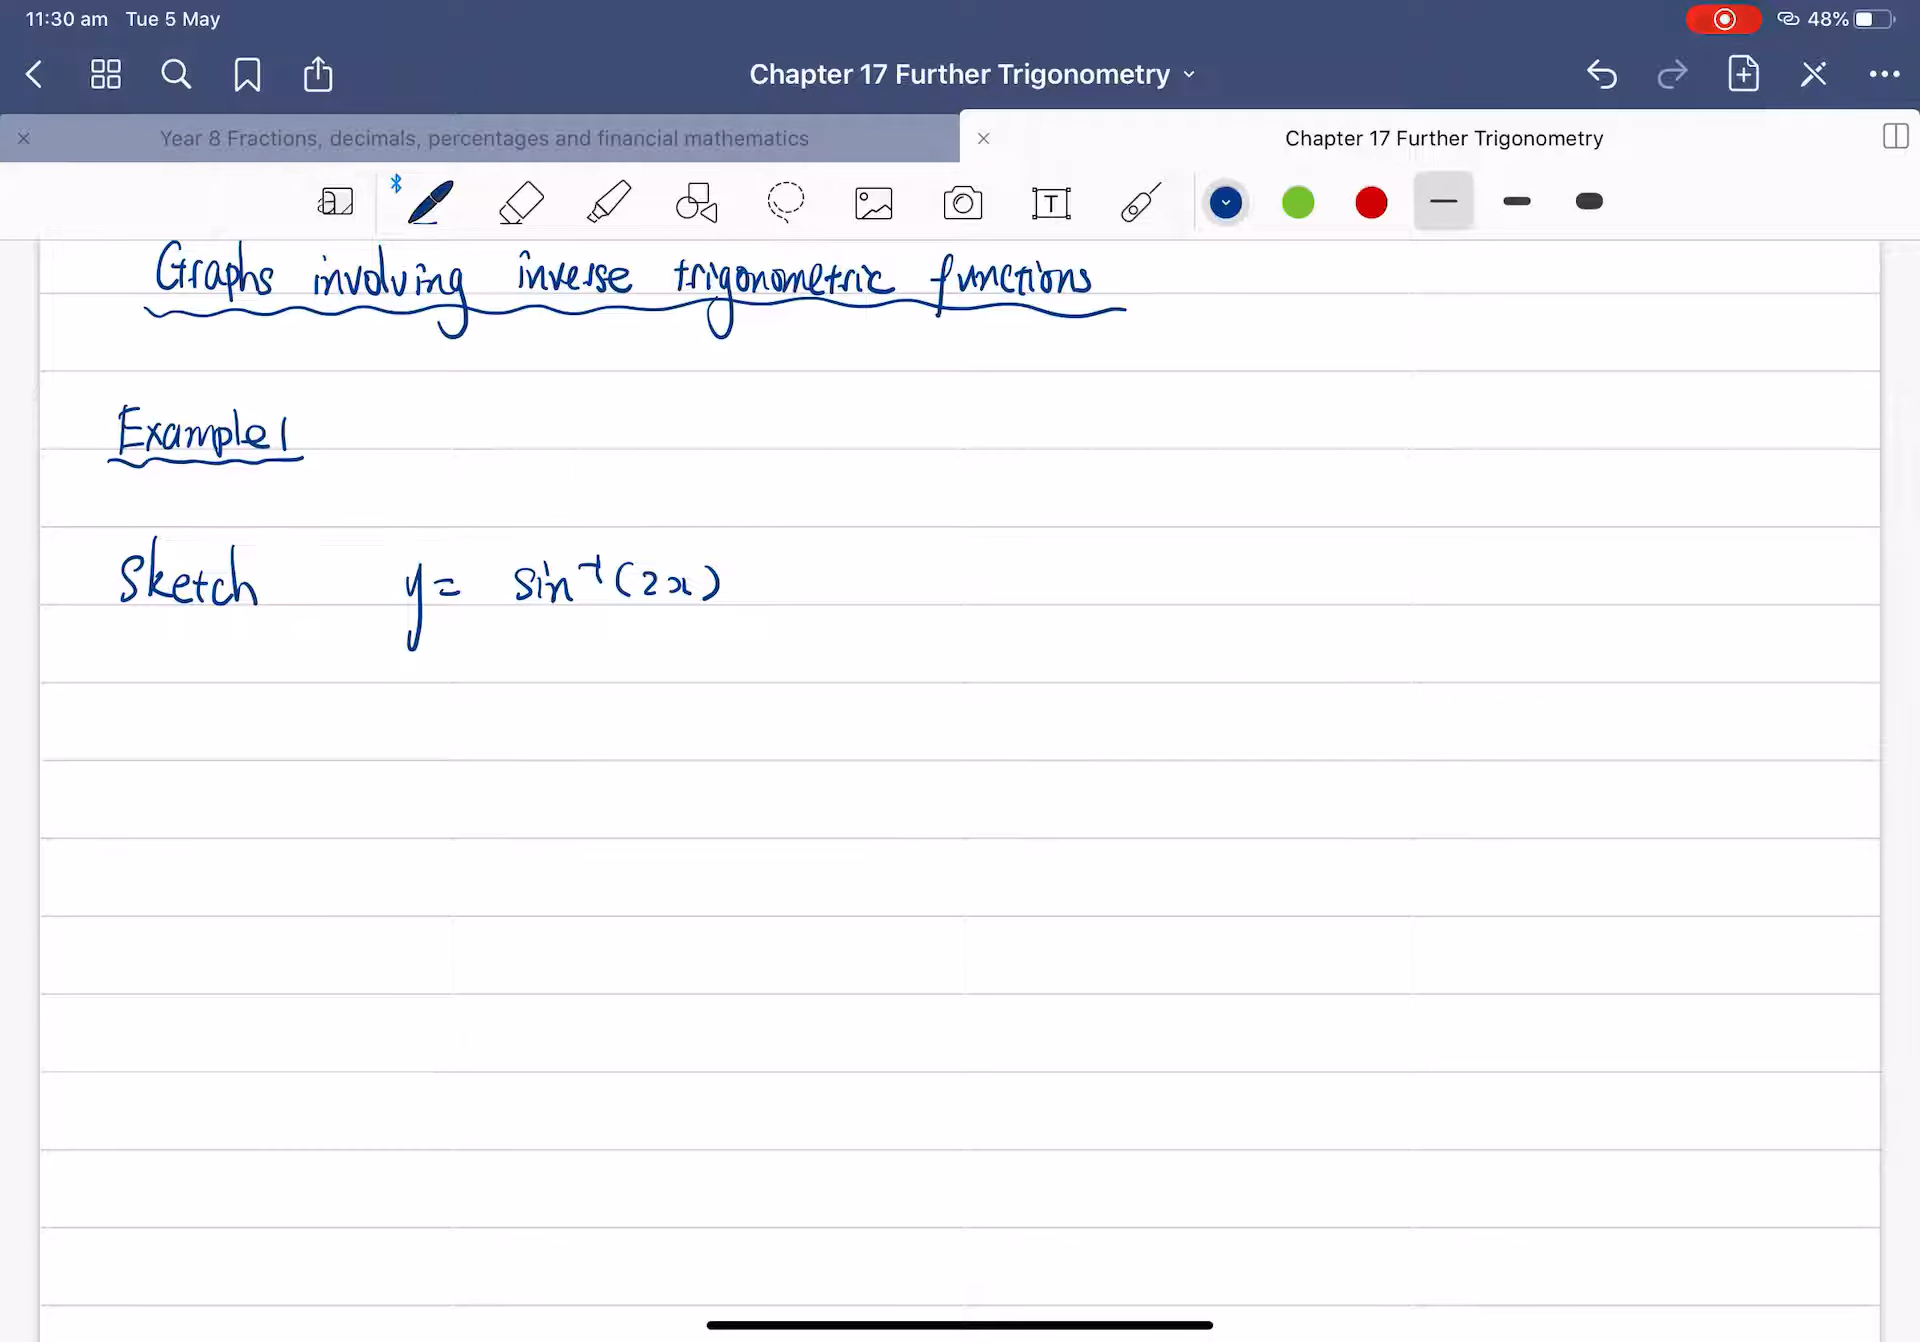 11:30 am Tue 5 May 48%
Chapter 17 Further Trigonometry
Year 8 Fractions, decimals, percentages and financial mathematics Chapter 17 Further Trigonometry
Graphs involving inverse trigonometric functions
Example 1
Sketch y = sin⁻¹(2x)